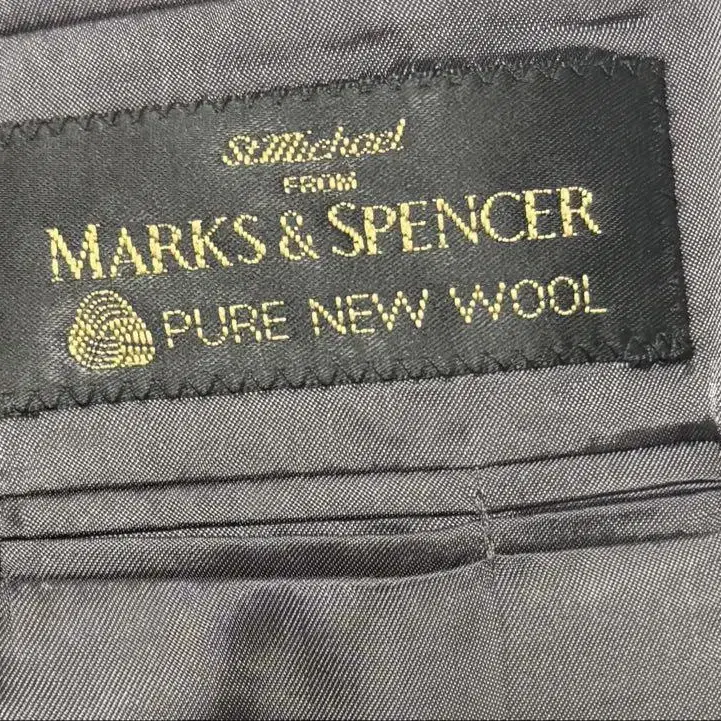 St Michael
FROM
MARKS & SPENCER
PURE NEW WOOL